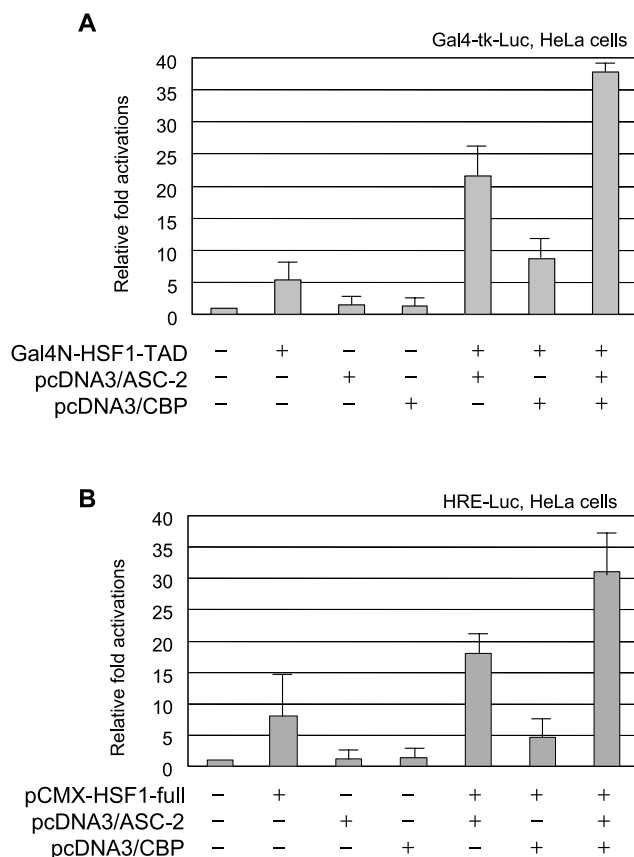 A
Gal4-tk-Luc, HeLa cells
Relative fold activations
40
35
30
25
20
15
10
5
0
Gal4N-HSF1-TAD – + – – + + +
pcDNA3/ASC-2 – – + – + – +
pcDNA3/CBP – – – + – + +
B
HRE-Luc, HeLa cells
Relative fold activations
40
35
30
25
20
15
10
5
0
pCMX-HSF1-full – + – – + + +
pcDNA3/ASC-2 – – + – + – +
pcDNA3/CBP – – – + – + +